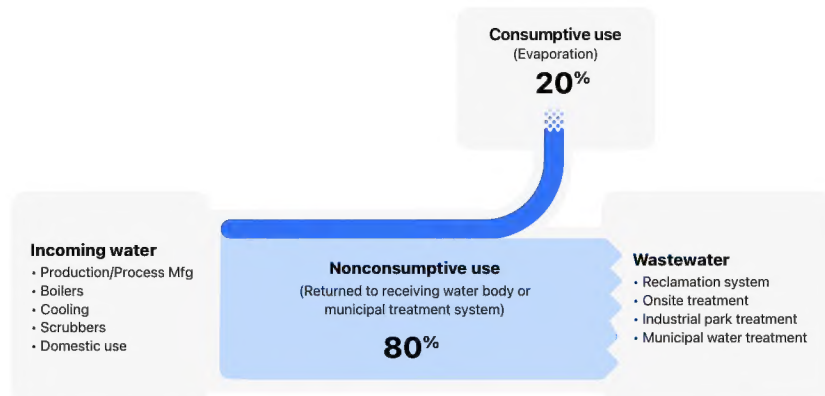 Consumptive use
(Evaporation)
20%
Incoming water
• Production/Process Mfg
• Boilers
• Cooling
• Scrubbers
• Domestic use
Nonconsumptive use
(Returned to receiving water body or
municipal treatment system)
80%
Wastewater
• Reclamation system
• Onsite treatment
• Industrial park treatment
• Municipal water treatment